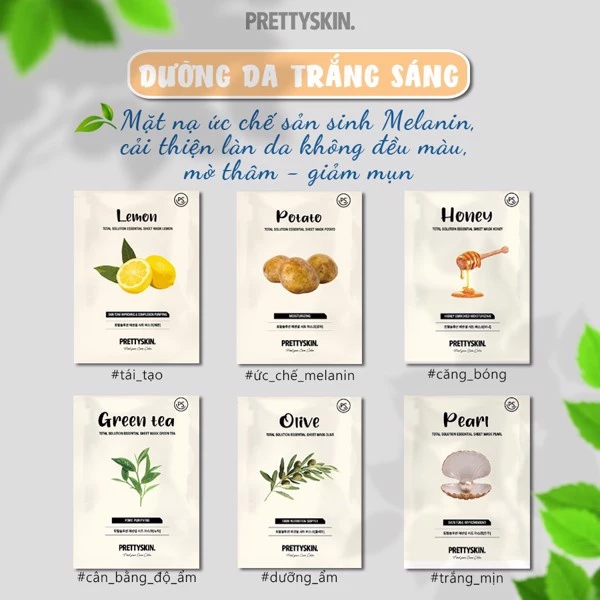 PRETTYSKIN.
DƯỠNG DA TRẮNG SÁNG
Mặt nạ ức chế sản sinh Melanin,
cải thiện làn da không đều màu,
mờ thâm - giảm mụn
Lemon
TOTAL SOLUTION ESSENTIAL SHEET MASK LEMON
PRETTYSKIN.
#tái_tạo
Potato
TOTAL SOLUTION ESSENTIAL SHEET MASK POTATO
MOISTURIZING
PRETTYSKIN.
#ức_chế_melanin
Honey
TOTAL SOLUTION ESSENTIAL SHEET MASK HONEY
HONEY ENRICHED MOISTURIZING
PRETTYSKIN.
#căng_bóng
Green tea
TOTAL SOLUTION ESSENTIAL SHEET MASK GREEN TEA
PRETTYSKIN.
#cân_bằng_độ_ẩm
Olive
TOTAL SOLUTION ESSENTIAL SHEET MASK OLIVE
PRETTYSKIN.
#dưỡng_ẩm
Pearl
TOTAL SOLUTION ESSENTIAL SHEET MASK PEARL
PRETTYSKIN.
#trắng_mịn